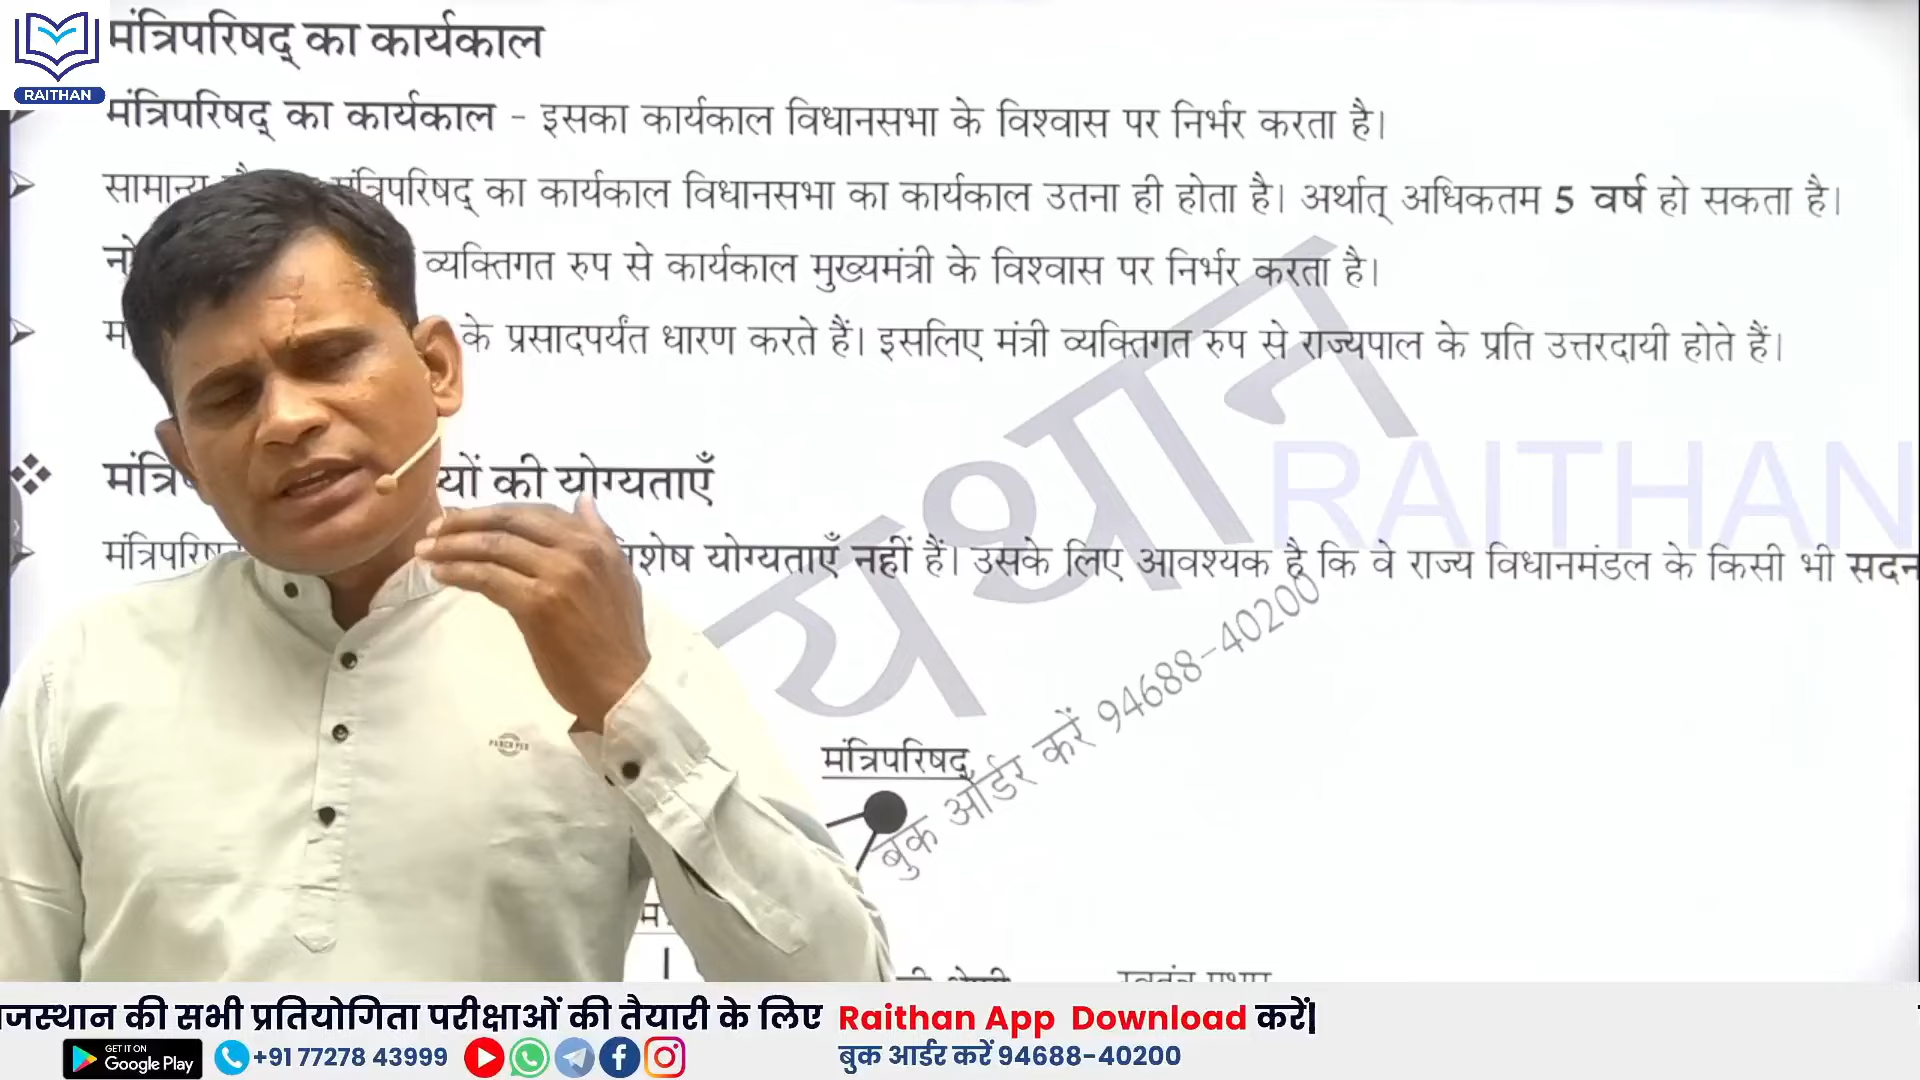 RAITHAN
मंत्रिपरिषद् का कार्यकाल
मंत्रिपरिषद् का कार्यकाल - इसका कार्यकाल विधानसभा के विश्वास पर निर्भर करता है।
सामान्य मंत्रिपरिषद् का कार्यकाल विधानसभा का कार्यकाल उतना ही होता है। अर्थात् अधिकतम 5 वर्ष हो सकता है।
व्यक्तिगत रुप से कार्यकाल मुख्यमंत्री के विश्वास पर निर्भर करता है।
के प्रसादपर्यंत धारण करते हैं। इसलिए मंत्री व्यक्तिगत रुप से राज्यपाल के प्रति उत्तरदायी होते हैं।
की योग्यताएँ
योग्यताएँ नहीं हैं। उसके लिए आवश्यक है कि वे राज्य विधानमंडल के किसी भी सदन
RAITHAN
बुक ऑर्डर करें 94688-40200
मंत्रिपरिषद्
की सभी प्रतियोगिता परीक्षाओं की तैयारी के लिए Raithan App Download करें|
GET IT ON
Google Play
+91 77278 43999
बुक आर्डर करें 94688-40200